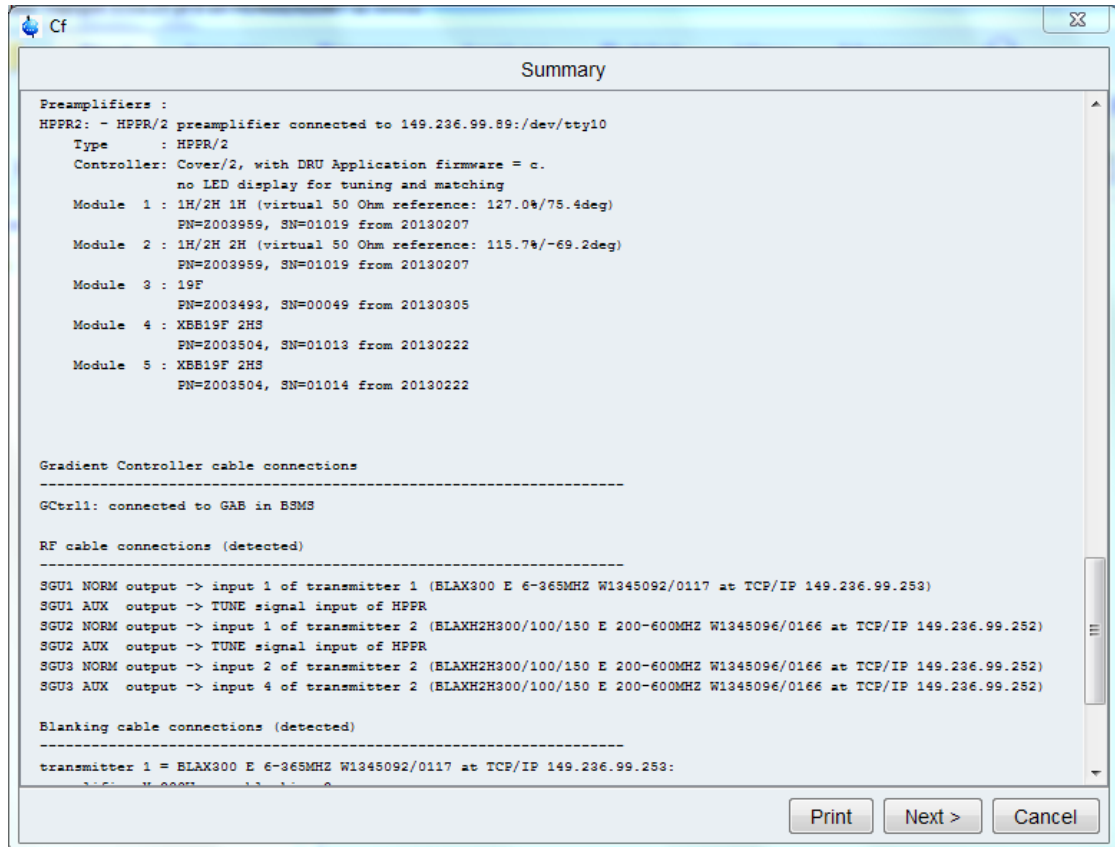 Cf
Summary
Preamplifiers :
HPPR2: - HPPR/2 preamplifier connected to 149.236.99.89:/dev/tty10
Type : HPPR/2
Controller: Cover/2, with DRU Application firmware = c.
no LED display for tuning and matching
Module 1 : 1H/2H 1H (virtual 50 Ohm reference: 127.0%/75.4deg)
PN=Z003959, SN=01019 from 20130207
Module 2 : 1H/2H 2H (virtual 50 Ohm reference: 115.7%/-69.2deg)
PN=Z003959, SN=01019 from 20130207
Module 3 : 19F
PN=Z003493, SN=00049 from 20130305
Module 4 : XBB19F 2HS
PN=Z003504, SN=01013 from 20130222
Module 5 : XBB19F 2HS
PN=Z003504, SN=01014 from 20130222
Gradient Controller cable connections
--------------------------------------------------------------------
GCtrl1: connected to GAB in BSMS
RF cable connections (detected)
--------------------------------------------------------------------
SGU1 NORM output -> input 1 of transmitter 1 (BLAX300 E 6-365MHZ W1345092/0117 at TCP/IP 149.236.99.253)
SGU1 AUX output -> TUNE signal input of HPPR
SGU2 NORM output -> input 1 of transmitter 2 (BLAXH2H300/100/150 E 200-600MHZ W1345096/0166 at TCP/IP 149.236.99.252)
SGU2 AUX output -> TUNE signal input of HPPR
SGU3 NORM output -> input 2 of transmitter 2 (BLAXH2H300/100/150 E 200-600MHZ W1345096/0166 at TCP/IP 149.236.99.252)
SGU3 AUX output -> input 4 of transmitter 2 (BLAXH2H300/100/150 E 200-600MHZ W1345096/0166 at TCP/IP 149.236.99.252)
Blanking cable connections (detected)
--------------------------------------------------------------------
transmitter 1 = BLAX300 E 6-365MHZ W1345092/0117 at TCP/IP 149.236.99.253:
Print
Next >
Cancel